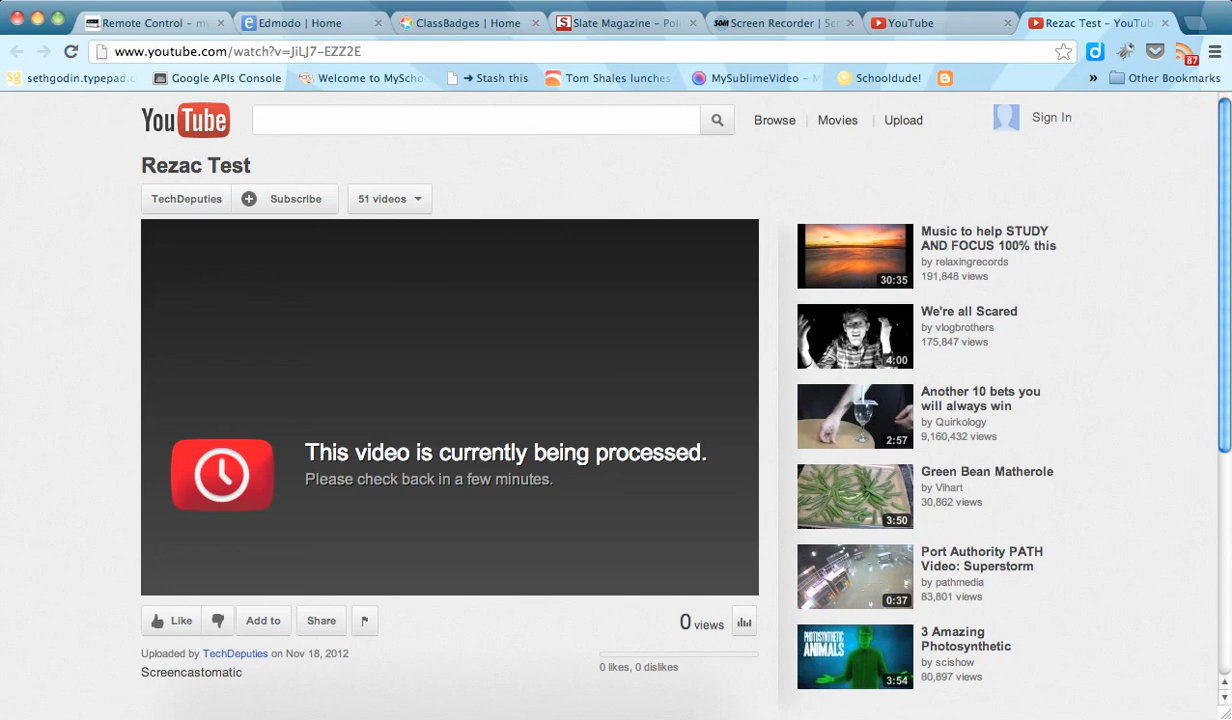 Remote Control – my
Edmodo | Home
ClassBadges | Home
Slate Magazine – Poli
SOM Screen Recorder | Scr
YouTube
Rezac Test – YouTub
www.youtube.com/watch?v=JiLJ7-EZZ2E
87
sethgodin.typepad.c
Google APIs Console
Welcome to MyScho
→ Stash this
Tom Shales lunches
MySublimeVideo – M
Schooldude!
»
Other Bookmarks
YouTube
Browse
Movies
Upload
Sign In
Rezac Test
TechDeputies
Subscribe
51 videos
This video is currently being processed.
Please check back in a few minutes.
Like
Add to
Share
0 views
Uploaded by TechDeputies on Nov 18, 2012
0 likes, 0 dislikes
Screencastomatic
30:35
Music to help STUDY
AND FOCUS 100% this
by relaxingrecords
191,848 views
4:00
We're all Scared
by vlogbrothers
175,847 views
2:57
Another 10 bets you
will always win
by Quirkology
9,160,432 views
3:50
Green Bean Matherole
by Vihart
30,862 views
0:37
Port Authority PATH
Video: Superstorm
by pathmedia
83,801 views
PHOTOSYNTHETIC
ANIMALS
3:54
3 Amazing
Photosynthetic
by scishow
80,897 views